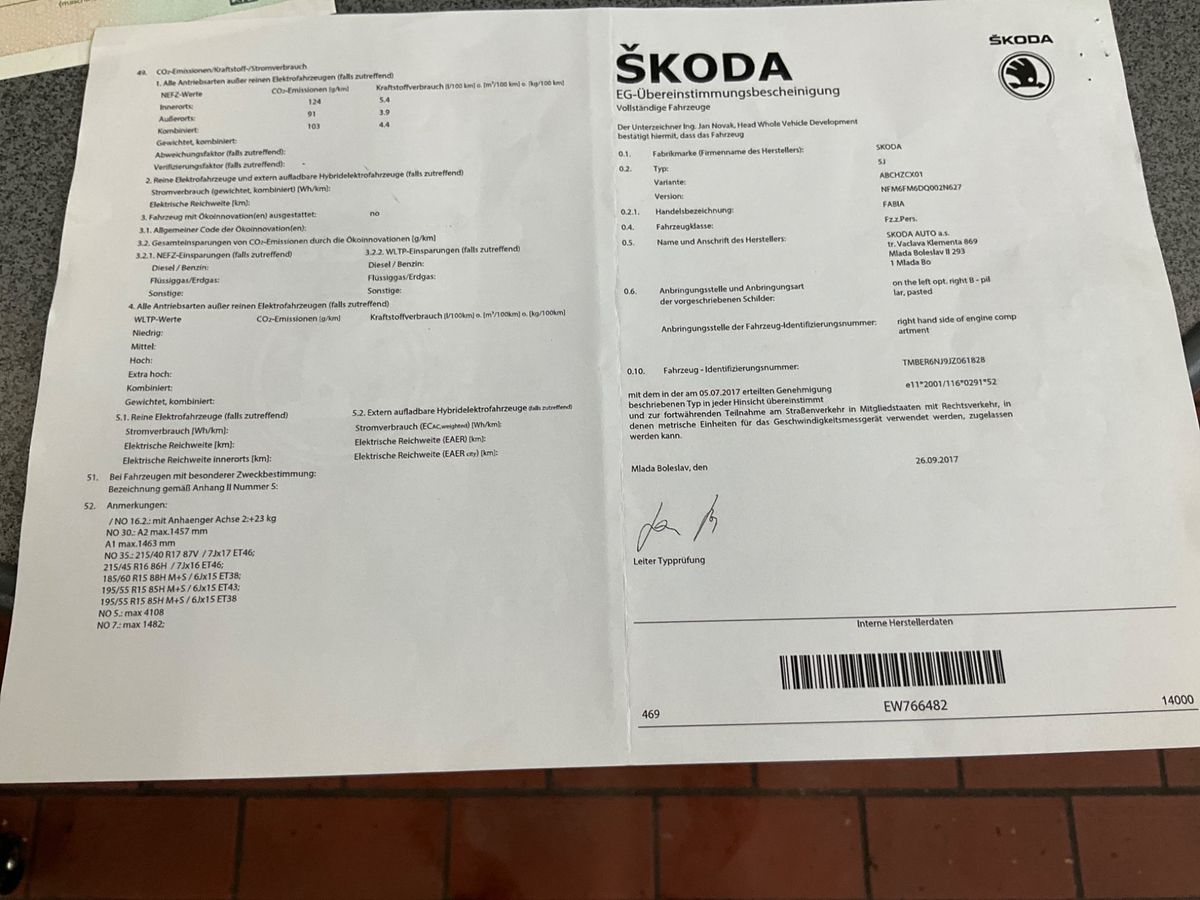 49. CO₂-Emissionen/Kraftstoff-/Stromverbrauch
1. Alle Antriebsarten außer reinen Elektrofahrzeugen (falls zutreffend)
NEFZ-Werte CO₂-Emissionen [g/km] Kraftstoffverbrauch [l/100 km] o. [m³/100 km] o. [kg/100 km]
Innerorts: 124 5.4
Außerorts: 91 3.9
Kombiniert: 103 4.4
Gewichtet, kombiniert:
Abweichungsfaktor (falls zutreffend):
Verifizierungsfaktor (falls zutreffend): -
2. Reine Elektrofahrzeuge und extern aufladbare Hybridelektrofahrzeuge (falls zutreffend)
Stromverbrauch (gewichtet, kombiniert) [Wh/km]:
Elektrische Reichweite [km]:
3. Fahrzeug mit Ökoinnovation(en) ausgestattet: no
3.1. Allgemeiner Code der Ökoinnovation(en):
3.2. Gesamteinsparungen von CO₂-Emissionen durch die Ökoinnovationen [g/km]
3.2.1. NEFZ-Einsparungen (falls zutreffend) 3.2.2. WLTP-Einsparungen (falls zutreffend)
Diesel / Benzin: Diesel / Benzin:
Flüssiggas/Erdgas: Flüssiggas/Erdgas:
Sonstige: Sonstige:
4. Alle Antriebsarten außer reinen Elektrofahrzeugen (falls zutreffend)
WLTP-Werte CO₂-Emissionen [g/km] Kraftstoffverbrauch [l/100km] o. [m³/100km] o. [kg/100km]
Niedrig:
Mittel:
Hoch:
Extra hoch:
Kombiniert:
Gewichtet, kombiniert:
5.1. Reine Elektrofahrzeuge (falls zutreffend) 5.2. Extern aufladbare Hybridelektrofahrzeuge (falls zutreffend)
Stromverbrauch [Wh/km]: Stromverbrauch (ECAC,weighted) [Wh/km]:
Elektrische Reichweite [km]: Elektrische Reichweite (EAER) [km]:
Elektrische Reichweite innerorts [km]: Elektrische Reichweite (EAER city) [km]:
51. Bei Fahrzeugen mit besonderer Zweckbestimmung:
Bezeichnung gemäß Anhang II Nummer 5:
52. Anmerkungen:
/ NO 16.2.: mit Anhaenger Achse 2:+23 kg
NO 30.: A2 max.1457 mm
A1 max.1463 mm
NO 35.: 215/40 R17 87V / 7Jx17 ET46;
215/45 R16 86H / 7Jx16 ET46;
185/60 R15 88H M+S / 6Jx15 ET38;
195/55 R15 85H M+S / 6Jx15 ET43;
195/55 R15 85H M+S / 6Jx15 ET38
NO 5.: max 4108
NO 7.: max 1482;
ŠKODA
ŠKODA
EG-Übereinstimmungsbescheinigung
Vollständige Fahrzeuge
Der Unterzeichner Ing. Jan Novak, Head Whole Vehicle Development
bestätigt hiermit, dass das Fahrzeug
0.1. Fabrikmarke (Firmenname des Herstellers): SKODA
0.2. Typ: 5J
Variante: ABCHZCX01
Version: NFM6FM6DQ002N627
0.2.1. Handelsbezeichnung: FABIA
0.4. Fahrzeugklasse: Fz.z.Pers.
0.5. Name und Anschrift des Herstellers: SKODA AUTO a.s.
tr. Vaclava Klementa 869
Mlada Boleslav II 293
1 Mlada Bo
0.6. Anbringungsstelle und Anbringungsart on the left opt. right B - pil
der vorgeschriebenen Schilder: lar, pasted
Anbringungsstelle der Fahrzeug-Identifizierungsnummer: right hand side of engine comp
artment
0.10. Fahrzeug - Identifizierungsnummer: TMBER6NJ9JZ061828
mit dem in der am 05.07.2017 erteilten Genehmigung e11*2001/116*0291*52
beschriebenen Typ in jeder Hinsicht übereinstimmt
und zur fortwährenden Teilnahme am Straßenverkehr in Mitgliedstaaten mit Rechtsverkehr, in
denen metrische Einheiten für das Geschwindigkeitsmessgerät verwendet werden, zugelassen
werden kann.
Mlada Boleslav, den 26.09.2017
Leiter Typprüfung
Interne Herstellerdaten
EW766482
469 14000